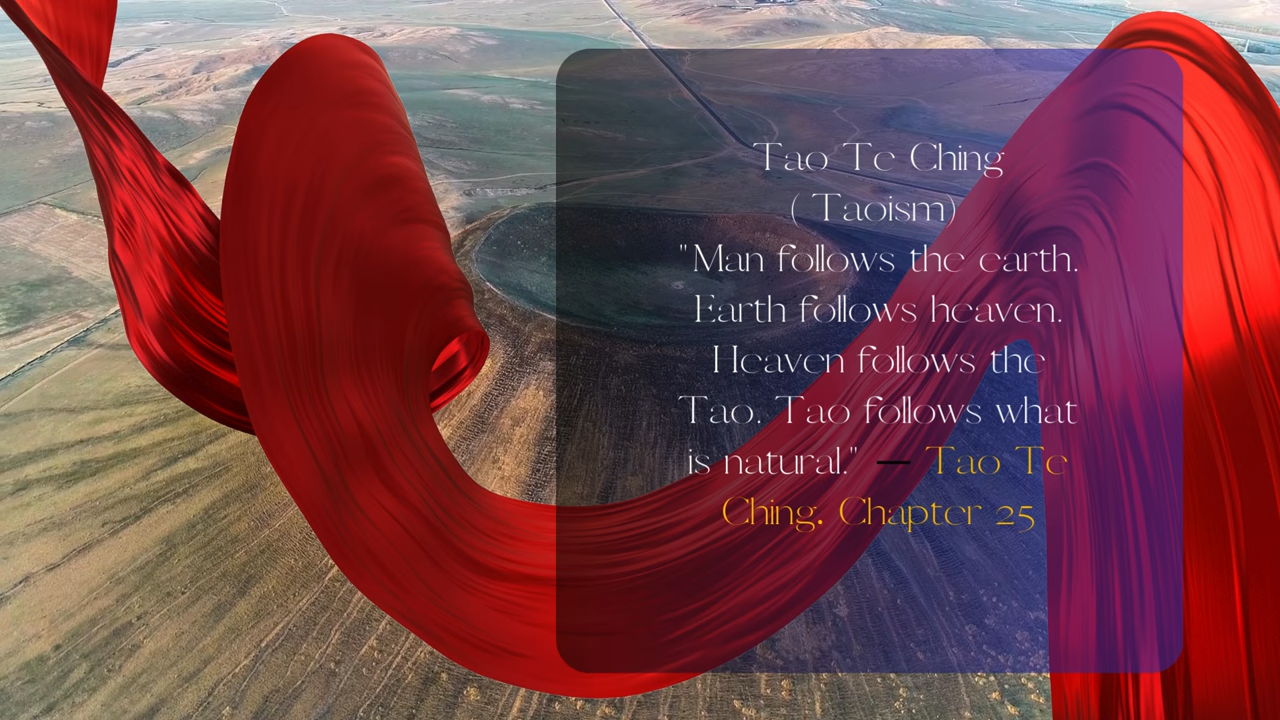 Tao Te Ching
( Taoism)
"Man follows the earth.
Earth follows heaven.
Heaven follows the
Tao. Tao follows what
is natural." — Tao Te
Ching. Chapter 25